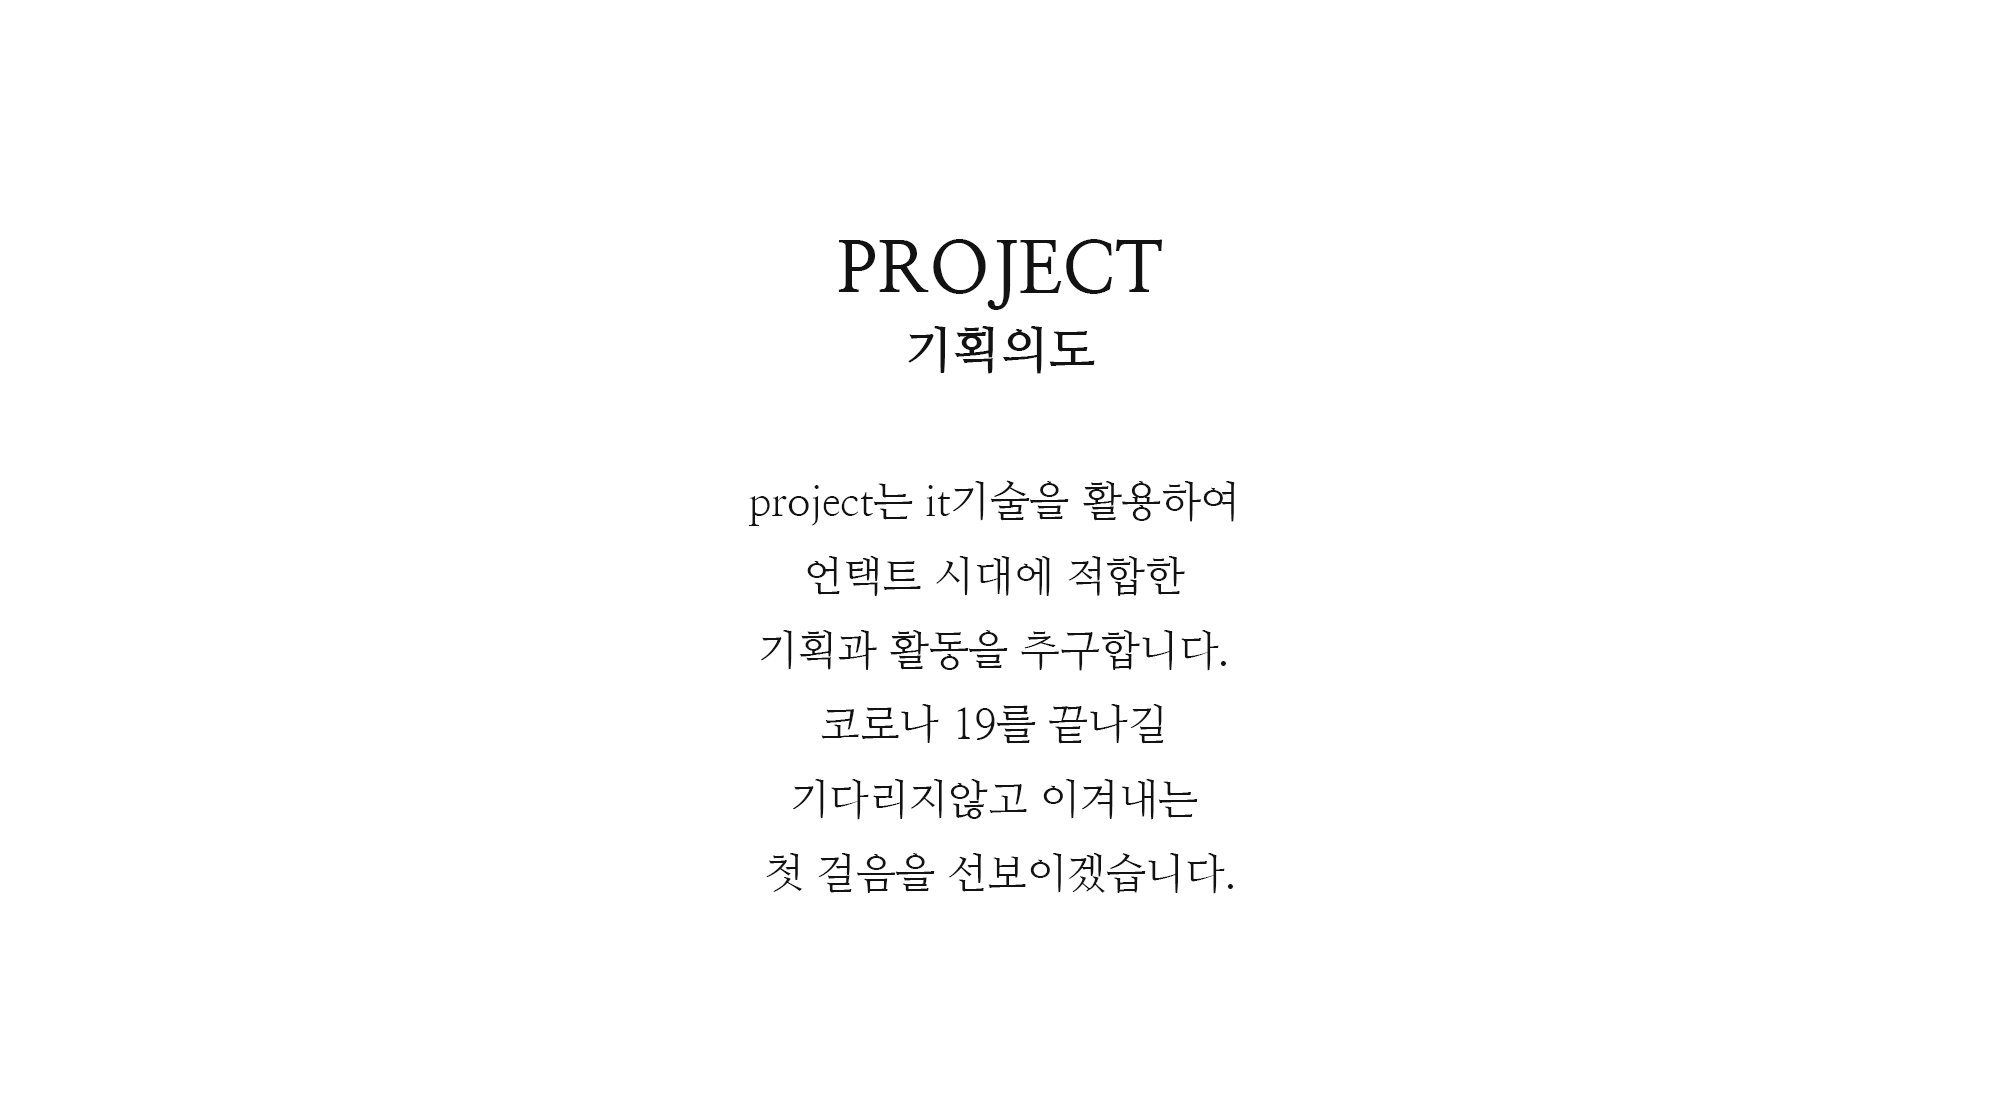 PROJECT
기획의도
project는 it기술을 활용하여
언택트 시대에 적합한
기획과 활동을 추구합니다.
코로나 19를 끝나길
기다리지않고 이겨내는
첫 걸음을 선보이겠습니다.